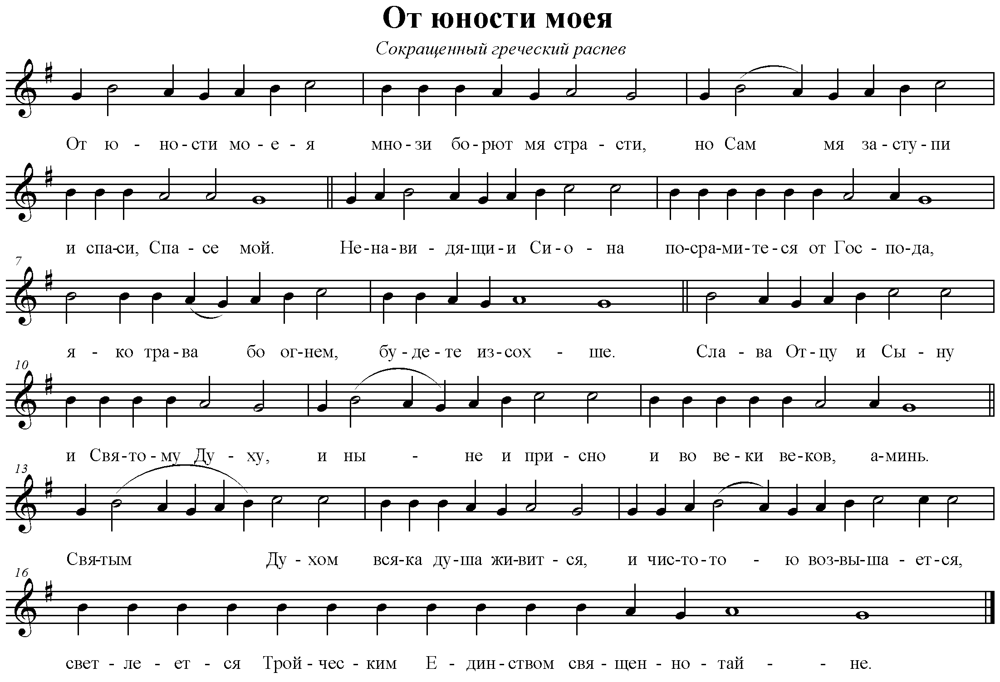 От юности моея
Сокращенный греческий распев
От ю - но - сти мо - е - я мно - зи бо - рют мя стра - сти, но Сам мя за - сту - пи
и спа-си, Спа - се мой. Не-на-ви - дя-щи-и Си-о - на по-сра-ми-те-ся от Гос - по-да,
7
я - ко тра-ва бо ог-нем, бу-де-те из-сох - ше. Сла - ва От-цу и Сы - ну
10
и Свя-то-му Ду - ху, и ны - не и при - сно и во ве-ки ве-ков, а-минь.
13
Свя-тым Ду - хом вся-ка ду-ша жи-вит - ся, и чис-то-то - ю воз-вы-ша - ет-ся,
16
свет - ле - ет - ся Трой - чес - ким Е - дин - ством свя - щен - но - тай - - не.